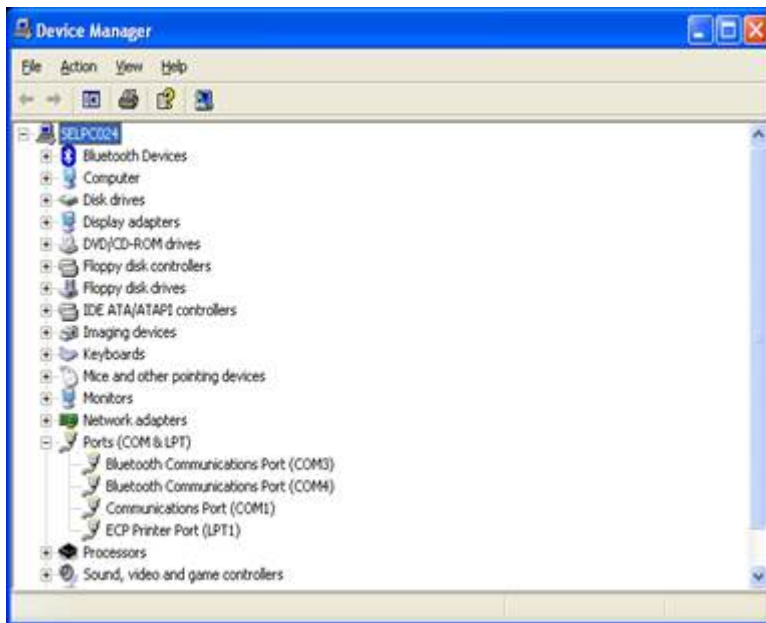 Device Manager
File Action View Help
SELPC024
Bluetooth Devices
Computer
Disk drives
Display adapters
DVD/CD-ROM drives
Floppy disk controllers
Floppy disk drives
IDE ATA/ATAPI controllers
Imaging devices
Keyboards
Mice and other pointing devices
Monitors
Network adapters
Ports (COM & LPT)
Bluetooth Communications Port (COM3)
Bluetooth Communications Port (COM4)
Communications Port (COM1)
ECP Printer Port (LPT1)
Processors
Sound, video and game controllers